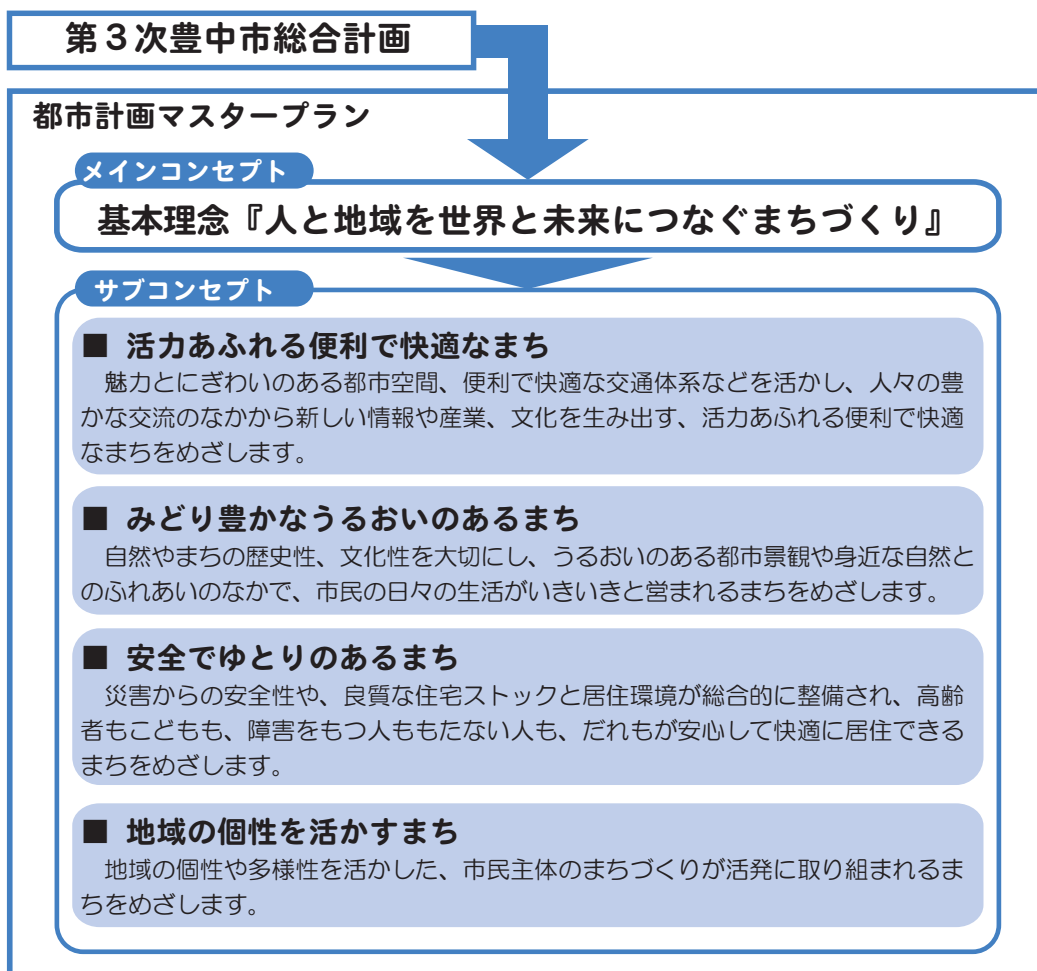 第３次豊中市総合計画
都市計画マスタープラン
メインコンセプト
基本理念『人と地域を世界と未来につなぐまちづくり』
サブコンセプト
■ 活力あふれる便利で快適なまち
魅力とにぎわいのある都市空間、便利で快適な交通体系などを活かし、人々の豊
かな交流のなかから新しい情報や産業、文化を生み出す、活力あふれる便利で快適
なまちをめざします。
■ みどり豊かなうるおいのあるまち
自然やまちの歴史性、文化性を大切にし、うるおいのある都市景観や身近な自然と
のふれあいのなかで、市民の日々の生活がいきいきと営まれるまちをめざします。
■ 安全でゆとりのあるまち
災害からの安全性や、良質な住宅ストックと居住環境が総合的に整備され、高齢
者もこどもも、障害をもつ人ももたない人も、だれもが安心して快適に居住できる
まちをめざします。
■ 地域の個性を活かすまち
地域の個性や多様性を活かした、市民主体のまちづくりが活発に取り組まれるま
ちをめざします。